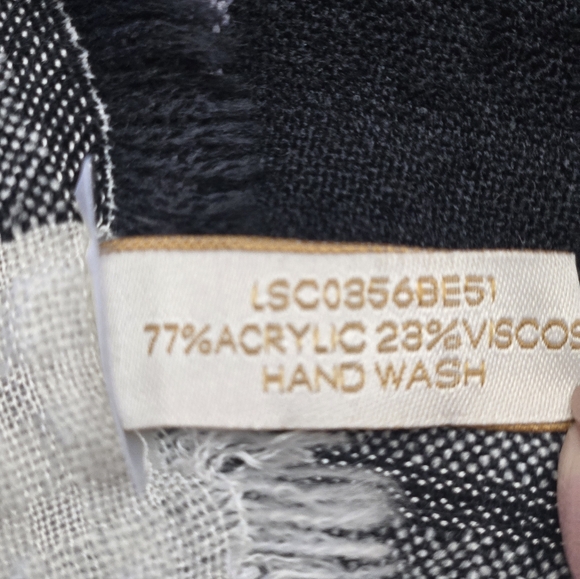 LSC0356BE51
77%ACRYLIC 23%VISCOS
HAND WASH